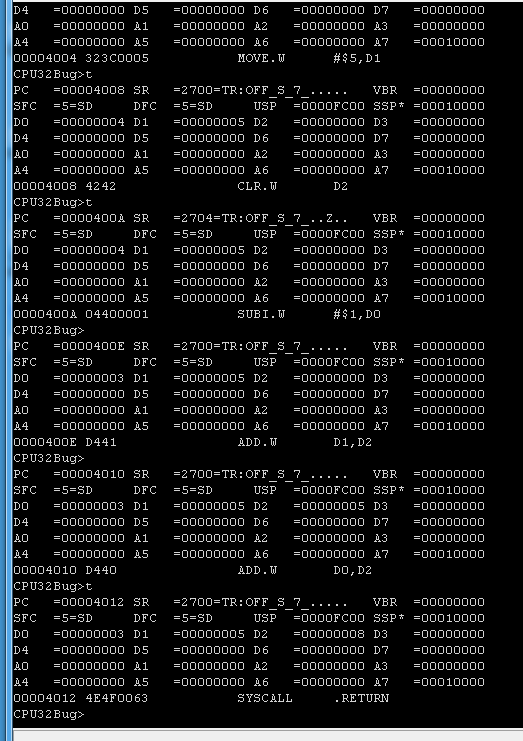 D4   =00000000 D5   =00000000 D6   =00000000 D7   =00000000
A0   =00000000 A1   =00000000 A2   =00000000 A3   =00000000
A4   =00000000 A5   =00000000 A6   =00000000 A7   =00010000
00004004 323C0005            MOVE.W      #$5,D1
CPU32Bug>t
PC   =00004008 SR   =2700=TR:OFF_S_7_.....   VBR  =00000000
SFC  =5=SD     DFC  =5=SD     USP  =0000FC00 SSP* =00010000
D0   =00000004 D1   =00000005 D2   =00000000 D3   =00000000
D4   =00000000 D5   =00000000 D6   =00000000 D7   =00000000
A0   =00000000 A1   =00000000 A2   =00000000 A3   =00000000
A4   =00000000 A5   =00000000 A6   =00000000 A7   =00010000
00004008 4242                CLR.W       D2
CPU32Bug>t
PC   =0000400A SR   =2704=TR:OFF_S_7_..Z..   VBR  =00000000
SFC  =5=SD     DFC  =5=SD     USP  =0000FC00 SSP* =00010000
D0   =00000004 D1   =00000005 D2   =00000000 D3   =00000000
D4   =00000000 D5   =00000000 D6   =00000000 D7   =00000000
A0   =00000000 A1   =00000000 A2   =00000000 A3   =00000000
A4   =00000000 A5   =00000000 A6   =00000000 A7   =00010000
0000400A 04400001            SUBI.W      #$1,D0
CPU32Bug>
PC   =0000400E SR   =2700=TR:OFF_S_7_.....   VBR  =00000000
SFC  =5=SD     DFC  =5=SD     USP  =0000FC00 SSP* =00010000
D0   =00000003 D1   =00000005 D2   =00000000 D3   =00000000
D4   =00000000 D5   =00000000 D6   =00000000 D7   =00000000
A0   =00000000 A1   =00000000 A2   =00000000 A3   =00000000
A4   =00000000 A5   =00000000 A6   =00000000 A7   =00010000
0000400E D441                ADD.W       D1,D2
CPU32Bug>
PC   =00004010 SR   =2700=TR:OFF_S_7_.....   VBR  =00000000
SFC  =5=SD     DFC  =5=SD     USP  =0000FC00 SSP* =00010000
D0   =00000003 D1   =00000005 D2   =00000005 D3   =00000000
D4   =00000000 D5   =00000000 D6   =00000000 D7   =00000000
A0   =00000000 A1   =00000000 A2   =00000000 A3   =00000000
A4   =00000000 A5   =00000000 A6   =00000000 A7   =00010000
00004010 D440                ADD.W       D0,D2
CPU32Bug>t
PC   =00004012 SR   =2700=TR:OFF_S_7_.....   VBR  =00000000
SFC  =5=SD     DFC  =5=SD     USP  =0000FC00 SSP* =00010000
D0   =00000003 D1   =00000005 D2   =00000008 D3   =00000000
D4   =00000000 D5   =00000000 D6   =00000000 D7   =00000000
A0   =00000000 A1   =00000000 A2   =00000000 A3   =00000000
A4   =00000000 A5   =00000000 A6   =00000000 A7   =00010000
00004012 4E4F0063            SYSCALL     .RETURN
CPU32Bug>